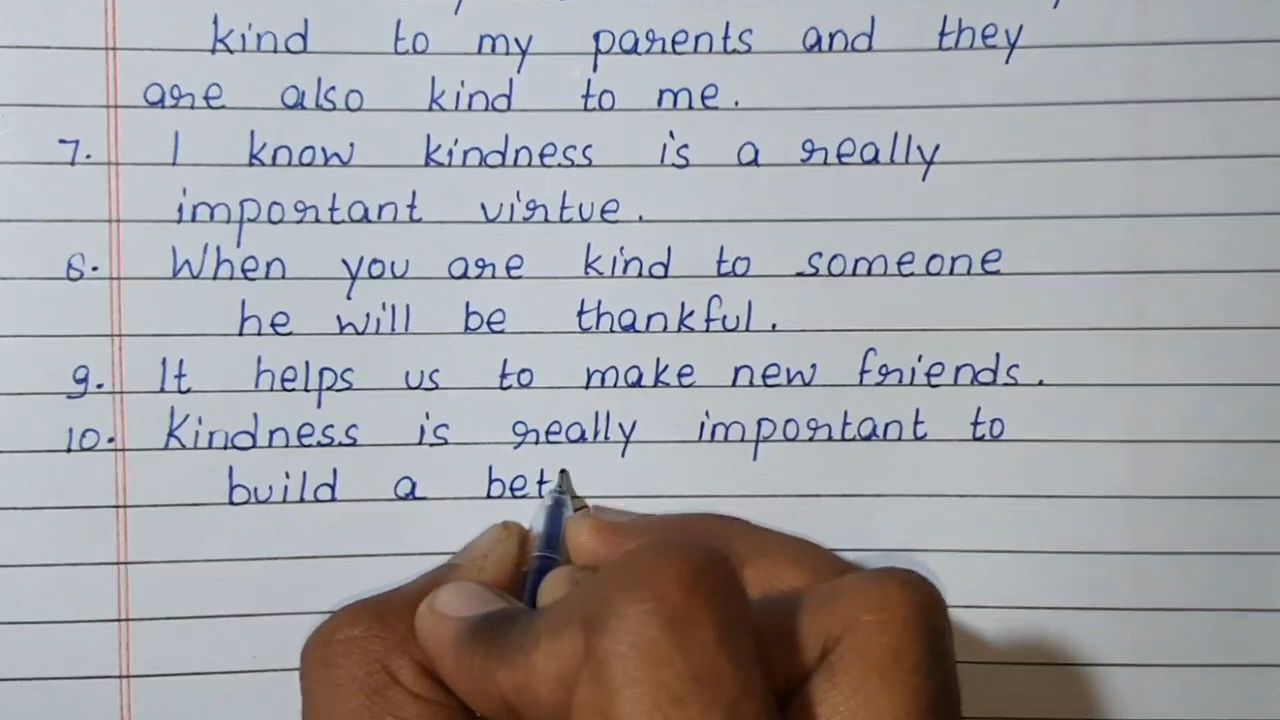 kind to my parents and they
are also kind to me.
7. I know kindness is a really
important virtue.
8. When you are kind to someone
he will be thankful.
9. It helps us to make new friends.
10. Kindness is really important to
build a bet